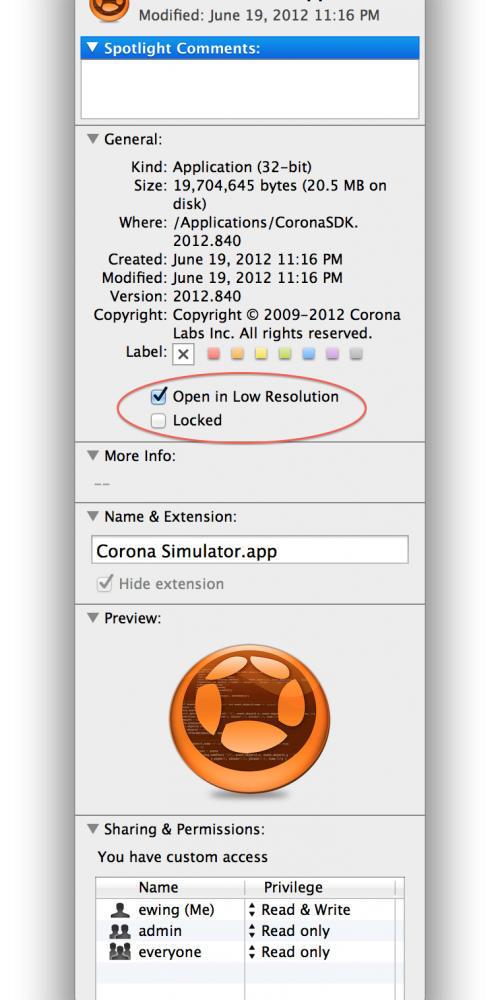 Modified: June 19, 2012 11:16 PM
Spotlight Comments:
General:
Kind: Application (32-bit)
Size: 19,704,645 bytes (20.5 MB on
disk)
Where: /Applications/CoronaSDK.
2012.840
Created: June 19, 2012 11:16 PM
Modified: June 19, 2012 11:16 PM
Version: 2012.840
Copyright: Copyright © 2009-2012 Corona
Labs Inc. All rights reserved.
Label:
Open in Low Resolution
Locked
More Info:
--
Name & Extension:
Corona Simulator.app
Hide extension
Preview:
Sharing & Permissions:
You have custom access
Name Privilege
ewing (Me) Read & Write
admin Read only
everyone Read only